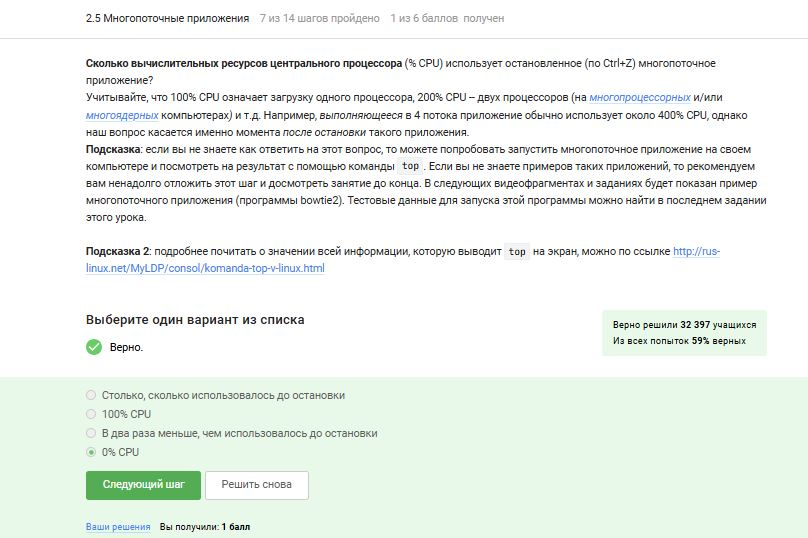 2.5 Многопоточные приложения 7 из 14 шагов пройдено 1 из 6 баллов получен
Сколько вычислительных ресурсов центрального процессора (% CPU) использует остановленное (по Ctrl+Z) многопоточное
приложение?
Учитывайте, что 100% CPU означает загрузку одного процессора, 200% CPU – двух процессоров (на многопроцессорных и/или
многоядерных компьютерах) и т.д. Например, выполняющееся в 4 потока приложение обычно использует около 400% CPU, однако
наш вопрос касается именно момента после остановки такого приложения.
Подсказка: если вы не знаете как ответить на этот вопрос, то можете попробовать запустить многопоточное приложение на своем
компьютере и посмотреть на результат с помощью команды top . Если вы не знаете примеров таких приложений, то рекомендуем
вам ненадолго отложить этот шаг и досмотреть занятие до конца. В следующих видеофрагментах и заданиях будет показан пример
многопоточного приложения (программы bowtie2). Тестовые данные для запуска этой программы можно найти в последнем задании
этого урока.
Подсказка 2: подробнее почитать о значении всей информации, которую выводит top на экран, можно по ссылке http://rus-
linux.net/MyLDP/consol/komanda-top-v-linux.html
Выберите один вариант из списка
Верно.
Верно решили 32 397 учащихся
Из всех попыток 59% верных
Столько, сколько использовалось до остановки
100% CPU
В два раза меньше, чем использовалось до остановки
0% CPU
Следующий шаг Решить снова
Ваши решения Вы получили: 1 балл